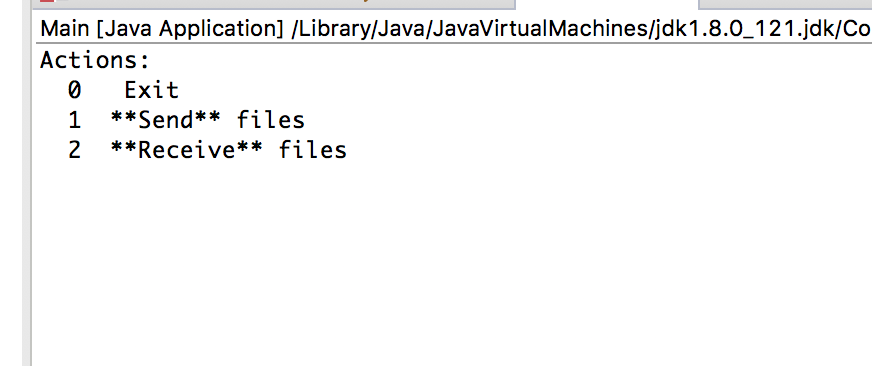 Main [Java Application] /Library/Java/JavaVirtualMachines/jdk1.8.0_121.jdk/Co
Actions:
  0   Exit
  1  **Send** files
  2  **Receive** files